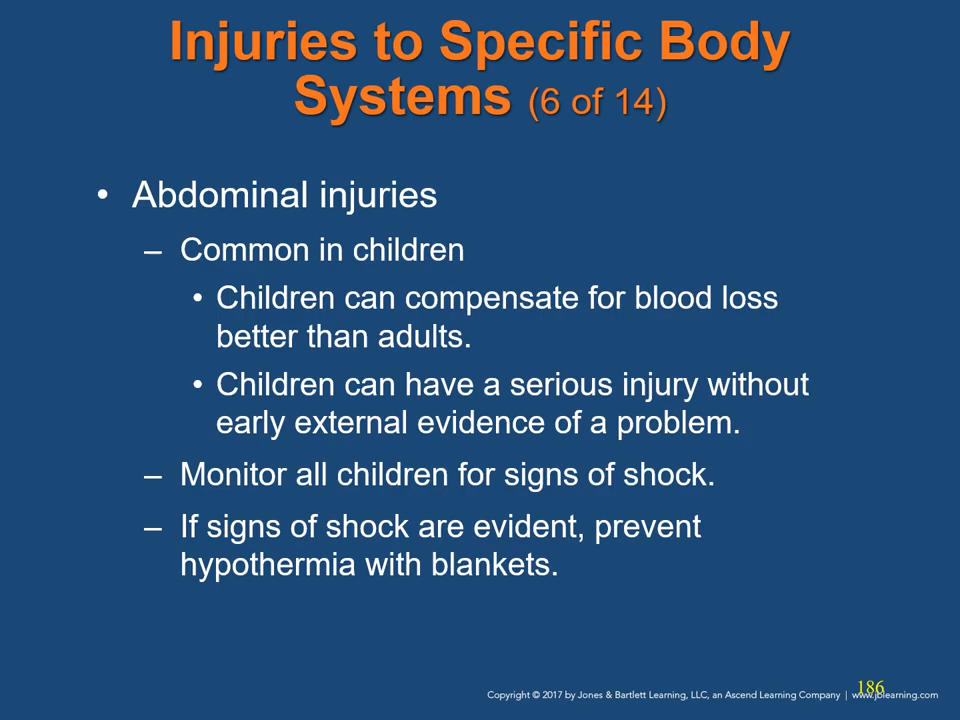 Injuries to Specific Body
Systems (6 of 14)
• Abdominal injuries
– Common in children
• Children can compensate for blood loss
better than adults.
• Children can have a serious injury without
early external evidence of a problem.
– Monitor all children for signs of shock.
– If signs of shock are evident, prevent
hypothermia with blankets.
186
Copyright © 2017 by Jones & Bartlett Learning, LLC, an Ascend Learning Company | www.jblearning.com